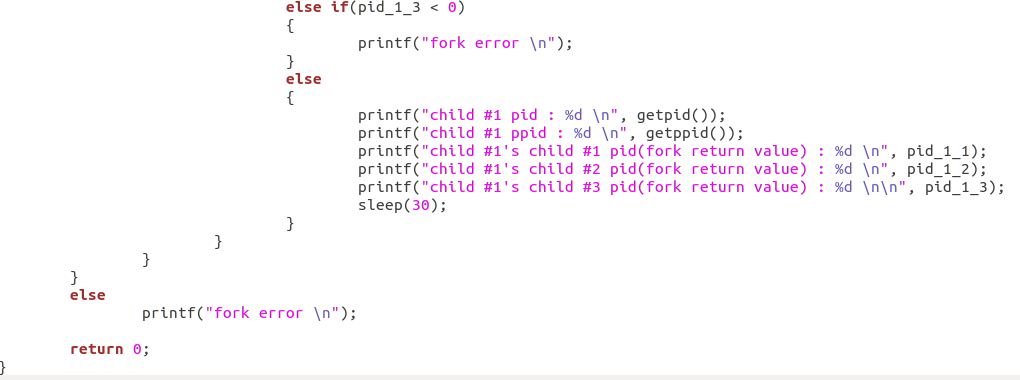 else if(pid_1_3 < 0)
{
printf("fork error \n");
}
else
{
printf("child #1 pid : %d \n", getpid());
printf("child #1 ppid : %d \n", getppid());
printf("child #1's child #1 pid(fork return value) : %d \n", pid_1_1);
printf("child #1's child #2 pid(fork return value) : %d \n", pid_1_2);
printf("child #1's child #3 pid(fork return value) : %d \n\n", pid_1_3);
sleep(30);
}
}
}
}
else
printf("fork error \n");
return 0;
}